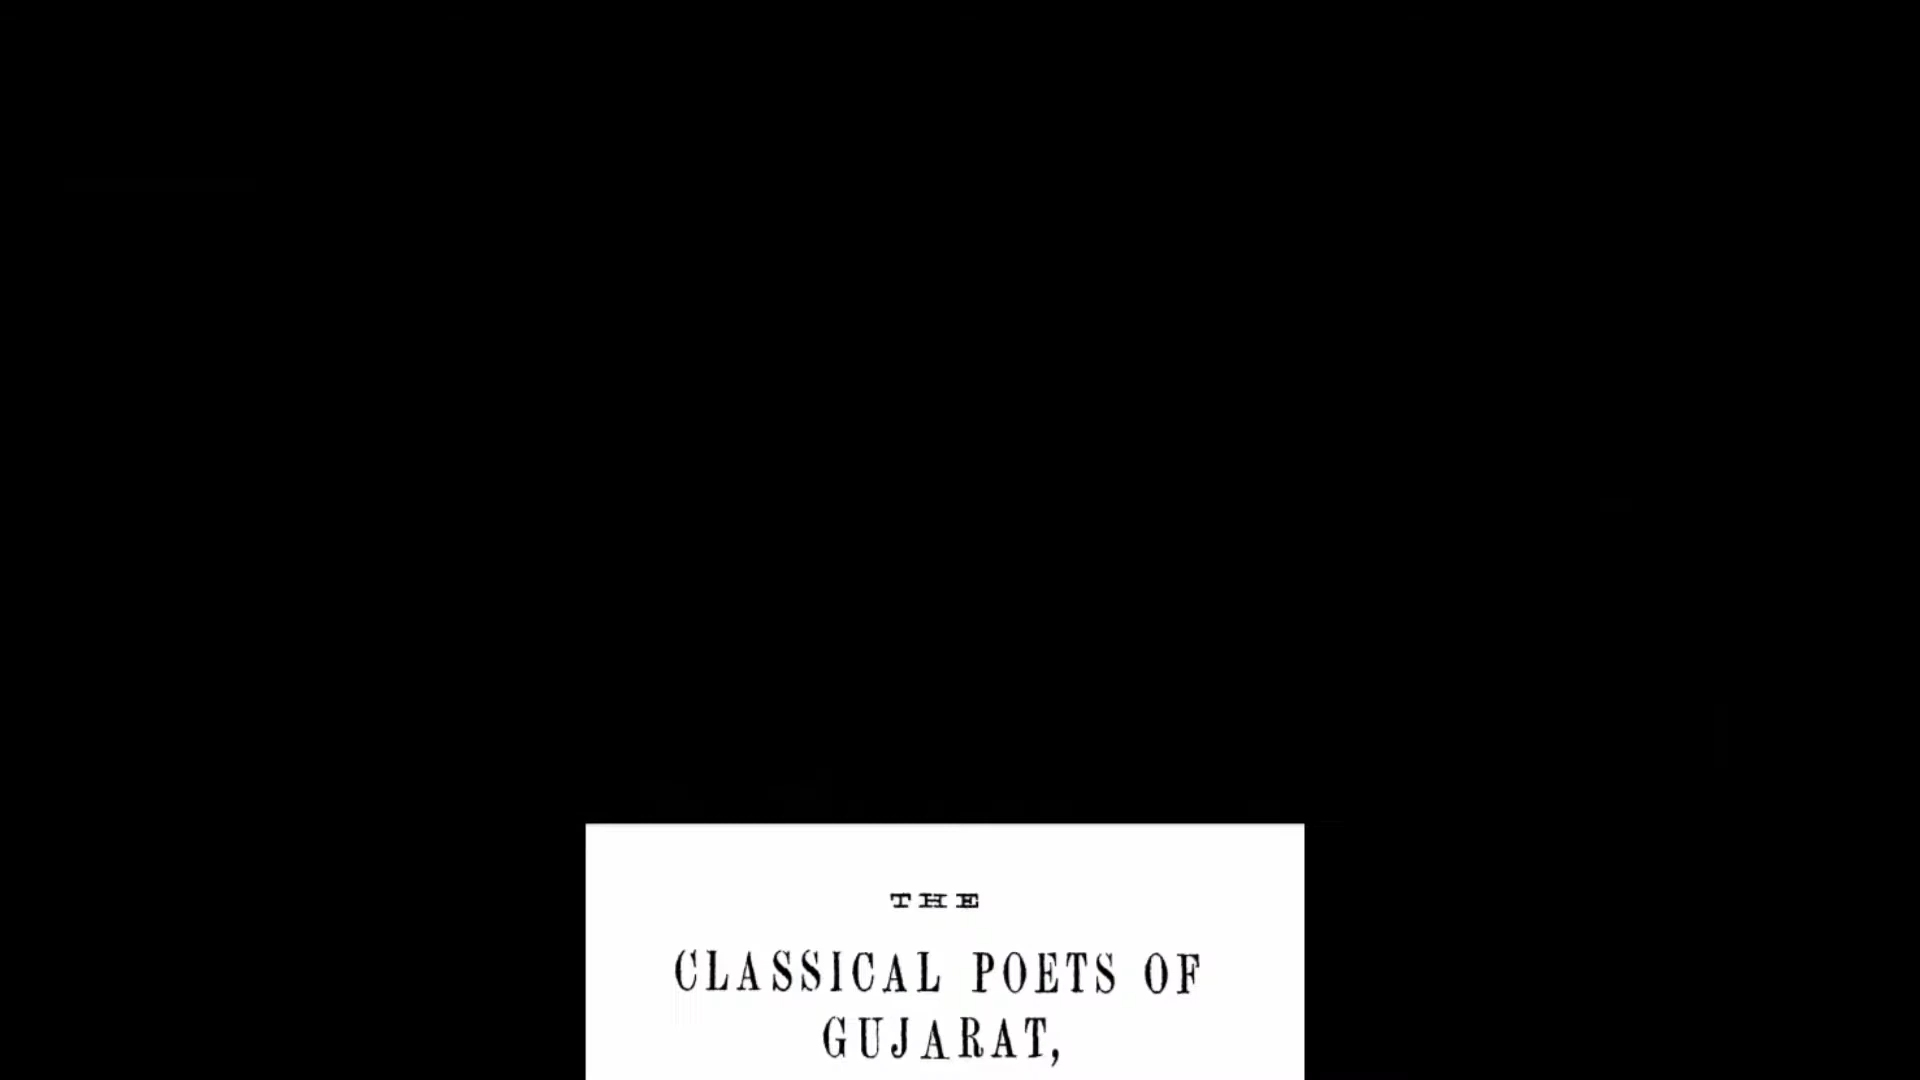 THE
CLASSICAL POETS OF
GUJARAT,